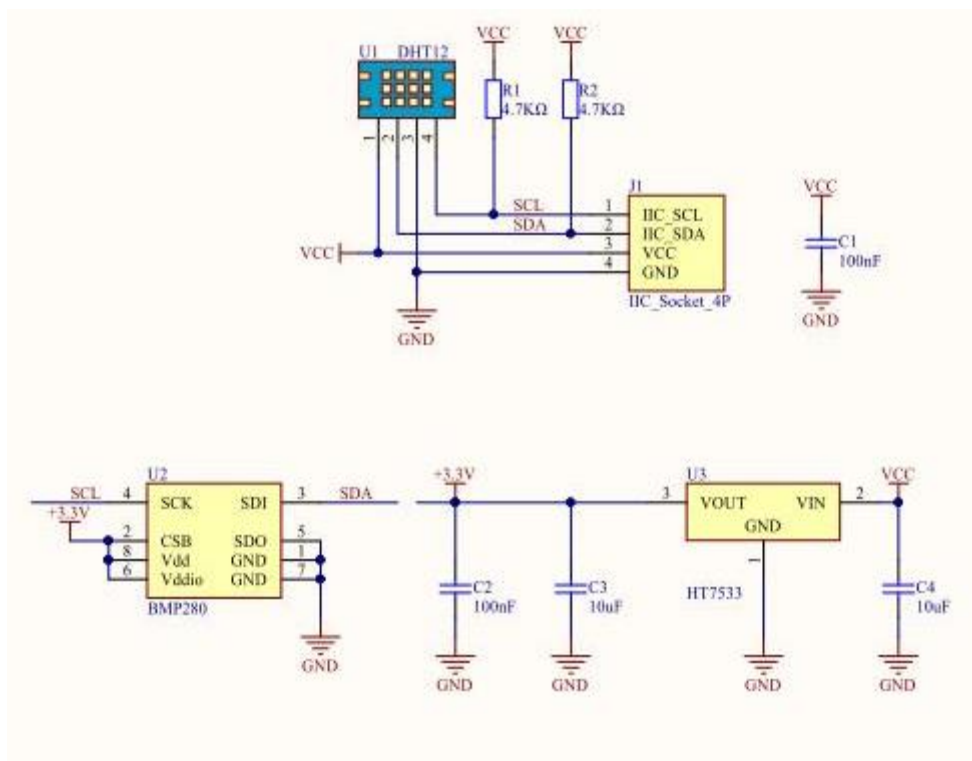 VCC VCC
U1 DHT12
R1
4.7KΩ
R2
4.7KΩ
1 2 3 4
J1
SCL 1 IIC_SCL
SDA 2 IIC_SDA
VCC 3 VCC
4 GND
IIC_Socket_4P
GND
VCC
C1
100nF
GND
U2
SCL 4 SCK SDI 3 SDA
+3.3V
2 CSB SDO 5
8 Vdd GND 1
6 Vddio GND 7
BMP280
GND
+3.3V
U3
VCC
3 VOUT VIN 2
GND
1
HT7533
C2
100nF
C3
10uF
C4
10uF
GND GND GND GND